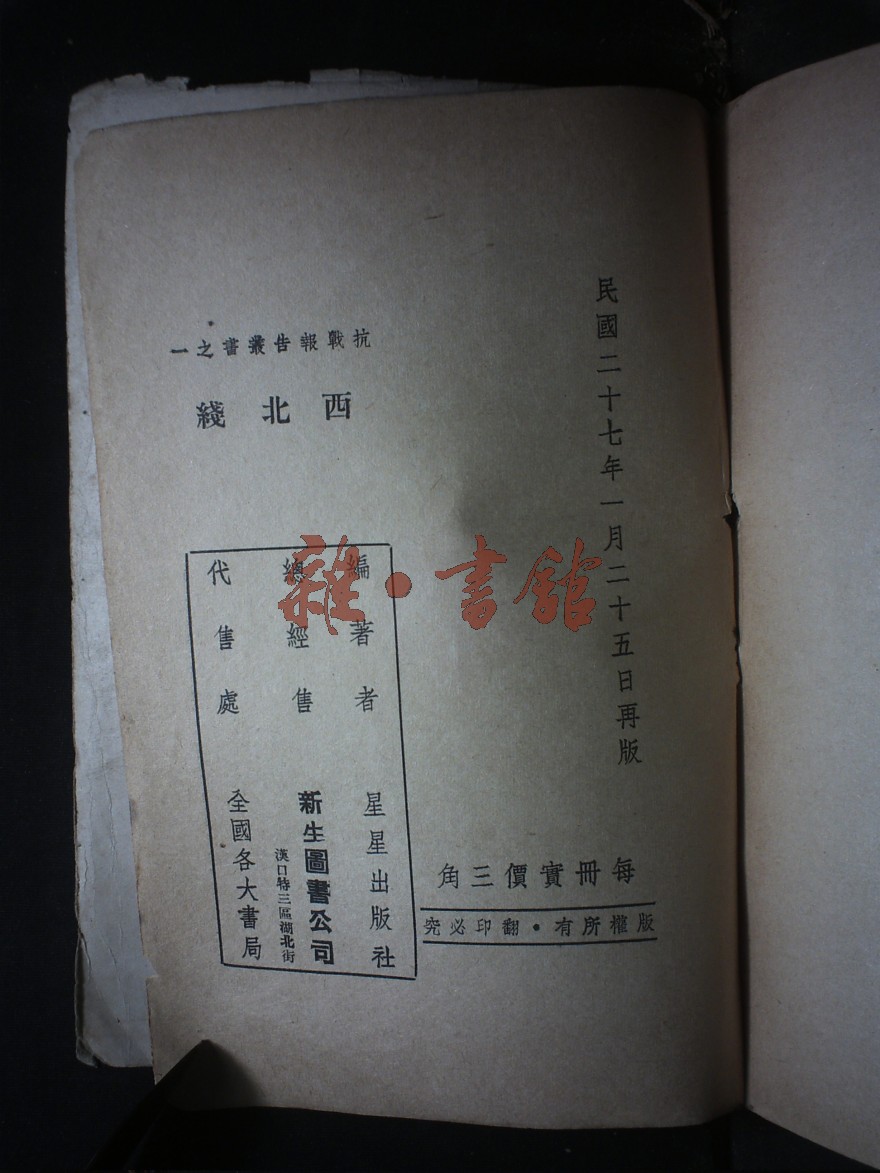 民國二十七年一月二十五日再版
抗戰報告叢書之一
西北綫
編著者 星星出版社
總經售 新生圖書公司
漢口特三區湖北街
代售處 全國各大書局
每冊實價三角
版權所有·翻印必究
雜·書館